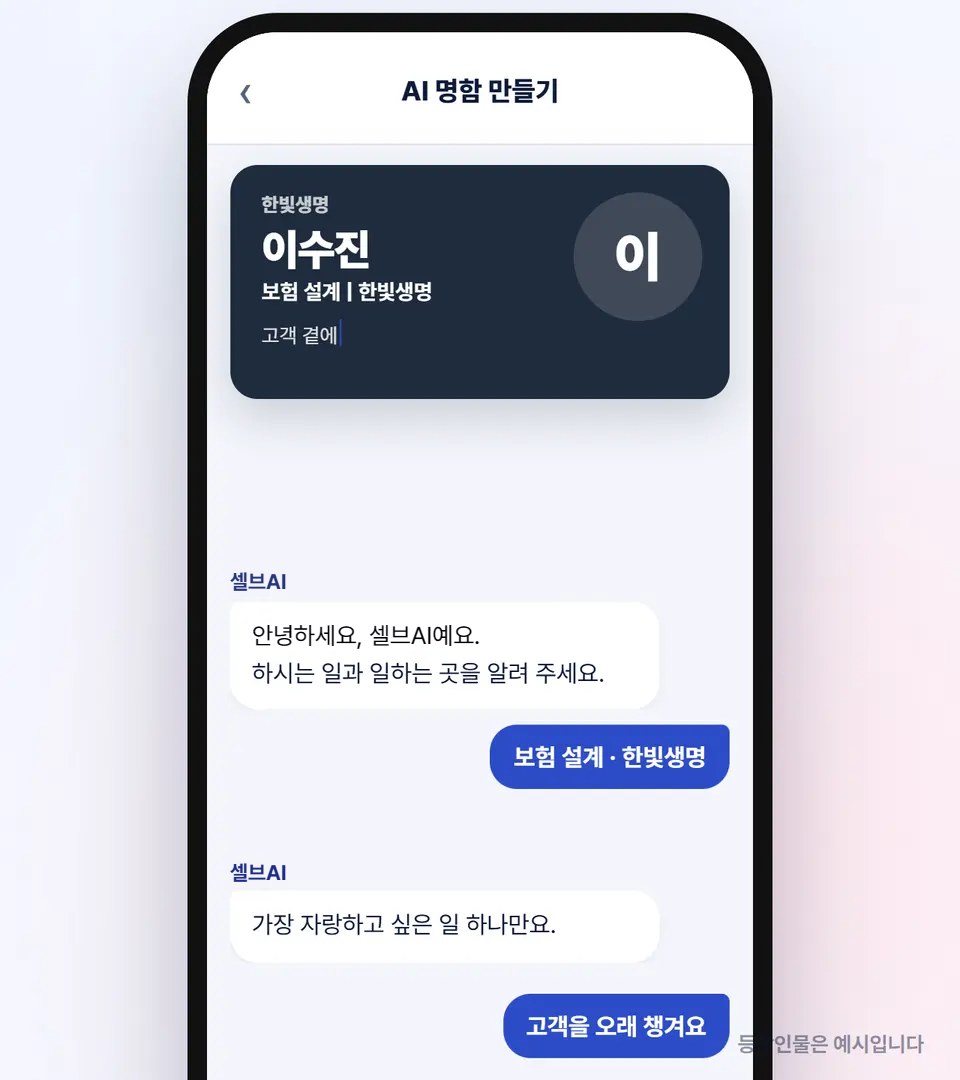 AI 명함 만들기
한빛생명
이수진
이
보험 설계 | 한빛생명
고객 곁에
셀브AI
안녕하세요, 셀브AI예요.
하시는 일과 일하는 곳을 알려 주세요.
보험 설계 · 한빛생명
셀브AI
가장 자랑하고 싶은 일 하나만요.
고객을 오래 챙겨요
인물은 예시입니다